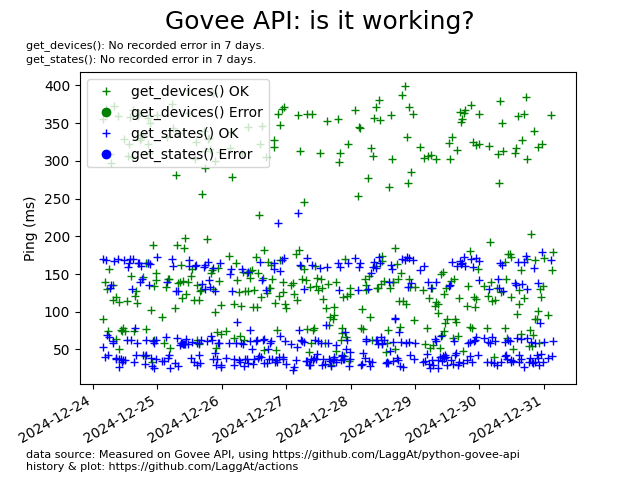 Govee API: is it working?
get_devices(): No recorded error in 7 days.
get_states(): No recorded error in 7 days.
400
350
300
250
200
150
100
50
Ping (ms)
get_devices() OK
get_devices() Error
get_states() OK
get_states() Error
2024-12-24
2024-12-25
2024-12-26
2024-12-27
2024-12-28
2024-12-29
2024-12-30
2024-12-31
data source: Measured on Govee API, using https://github.com/LaggAt/python-govee-api
history & plot: https://github.com/LaggAt/actions